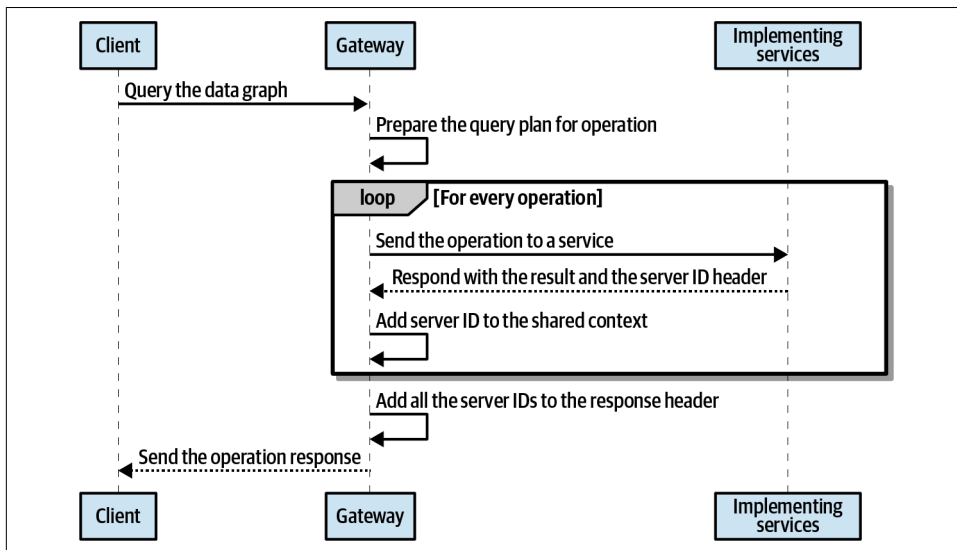 Client
Gateway
Implementing
services
Query the data graph
Prepare the query plan for operation
loop
[For every operation]
Send the operation to a service
Respond with the result and the server ID header
Add server ID to the shared context
Add all the server IDs to the response header
Send the operation response
Client
Gateway
Implementing
services